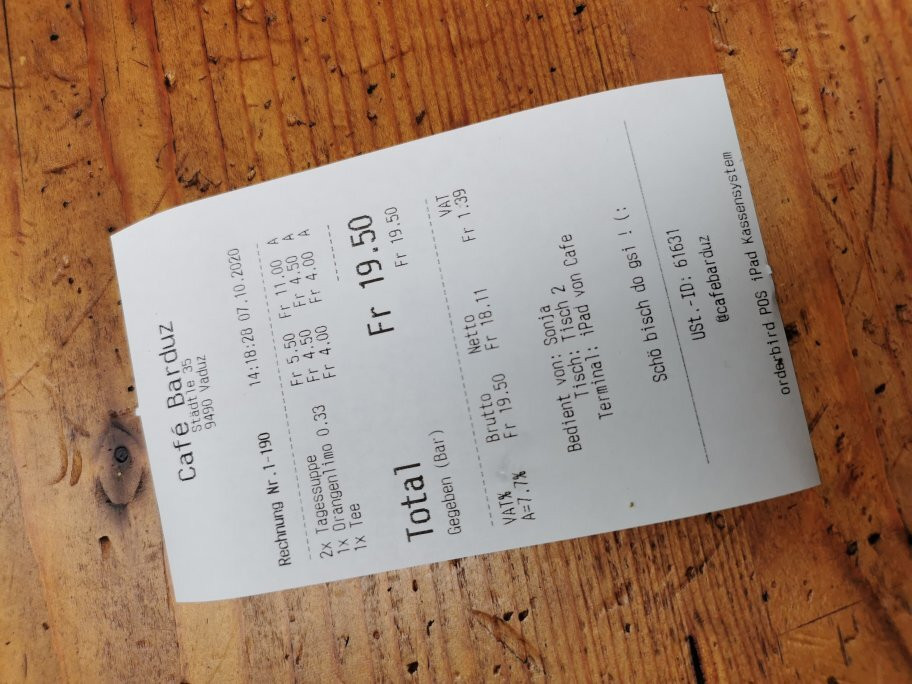 Café Barduz
Städtle 35
9490 Vaduz
14:18:28 07.10.2020
Rechnung Nr.1-190
2x Tagessuppe Fr 5.50 Fr 11.00 A
1x Orangenlimo 0.33 Fr 4.50 Fr 4.50 A
1x Tee Fr 4.00 Fr 4.00 A
Total Fr 19.50
Gegeben (Bar) Fr 19.50
VAT% Brutto Netto VAT
A=7.7% Fr 19.50 Fr 18.11 Fr 1.39
Bedient von: Sonja
Tisch: Tisch 2
Terminal: iPad von Cafe
Schö bisch do gsi ! (:
USt.-ID: 61631
@cafebarduz
orderbird POS iPad Kassensystem